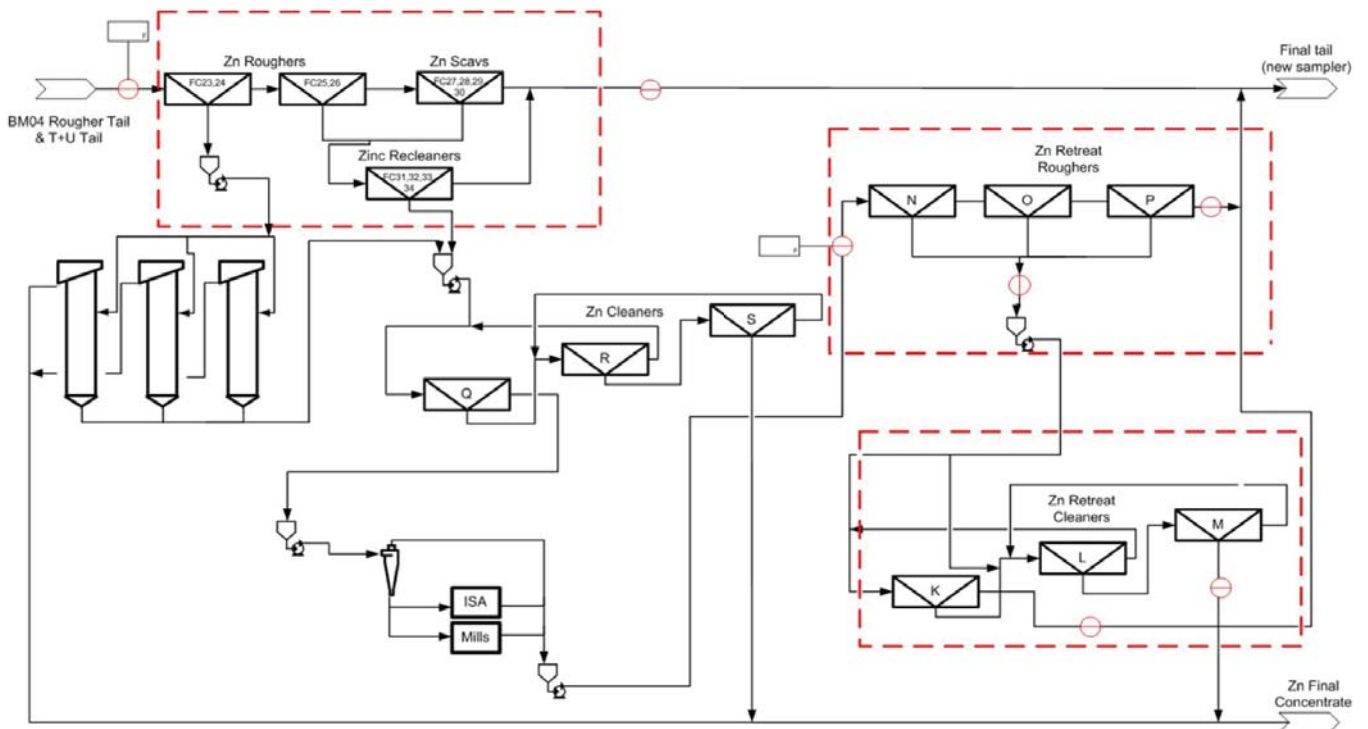 F
Zn Roughers
Zn Scavs
FC23,24
FC25,26
FC27,28,29,
30
BM04 Rougher Tail
& T+U Tail
Zinc Recleaners
FC31,32,33,
34
Final tail
(new sampler)
Zn Retreat
Roughers
N
O
P
F
Zn Cleaners
S
R
Q
Zn Retreat
Cleaners
M
L
K
ISA
Mills
Zn Final
Concentrate